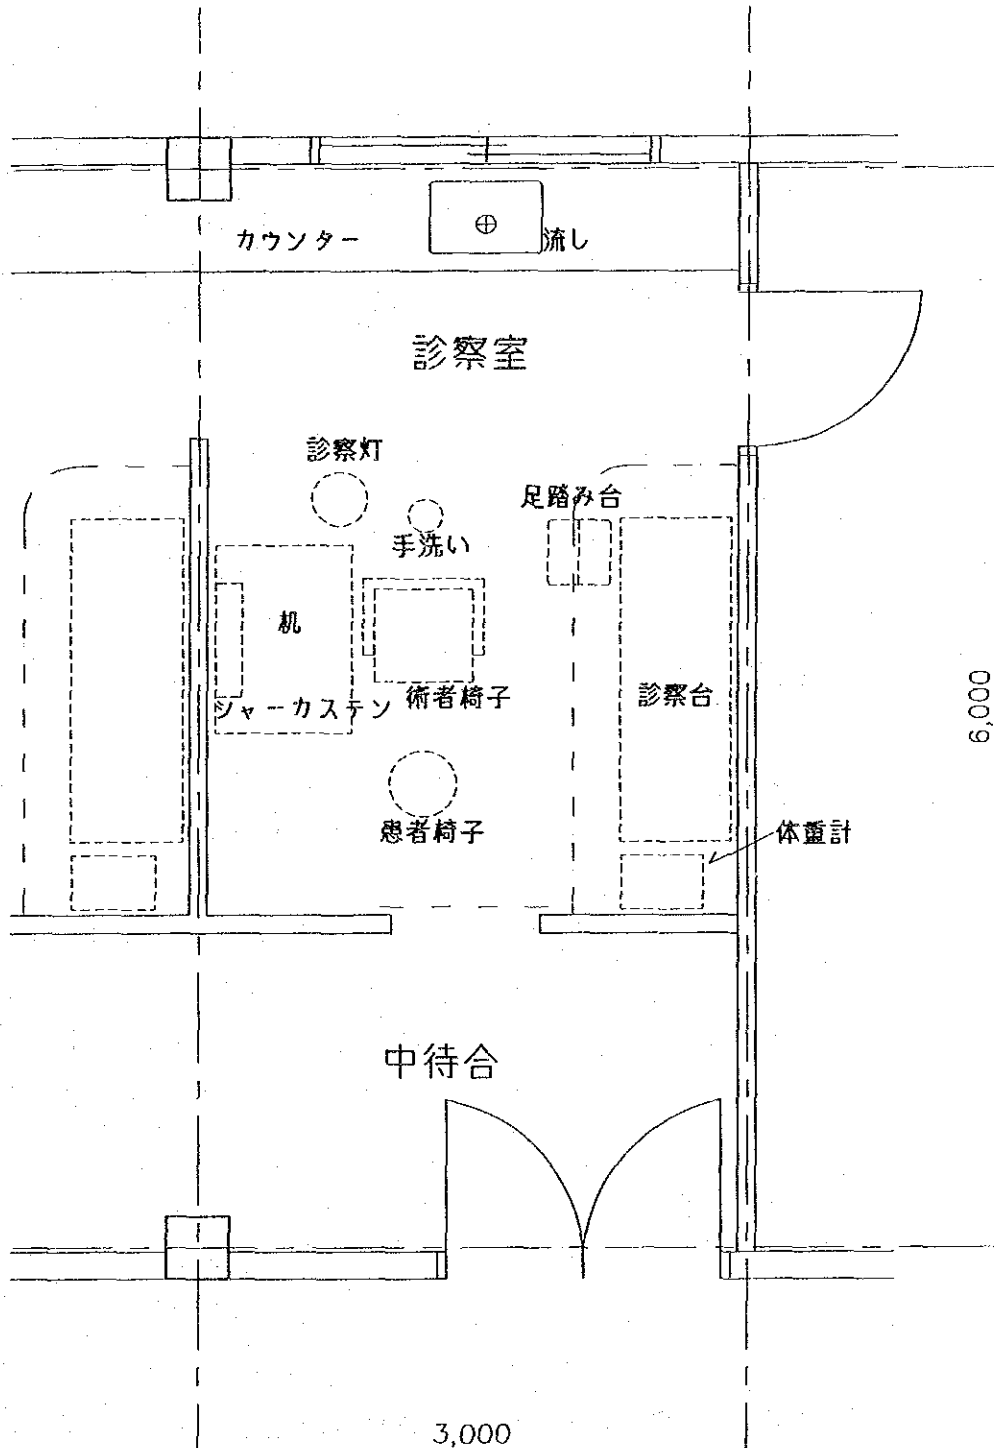 カウンター
流し
診察室
診察灯
足踏み台
手洗い
机
診察台
シャーカステン
術者椅子
6,000
患者椅子
体重計
中待合
3,000